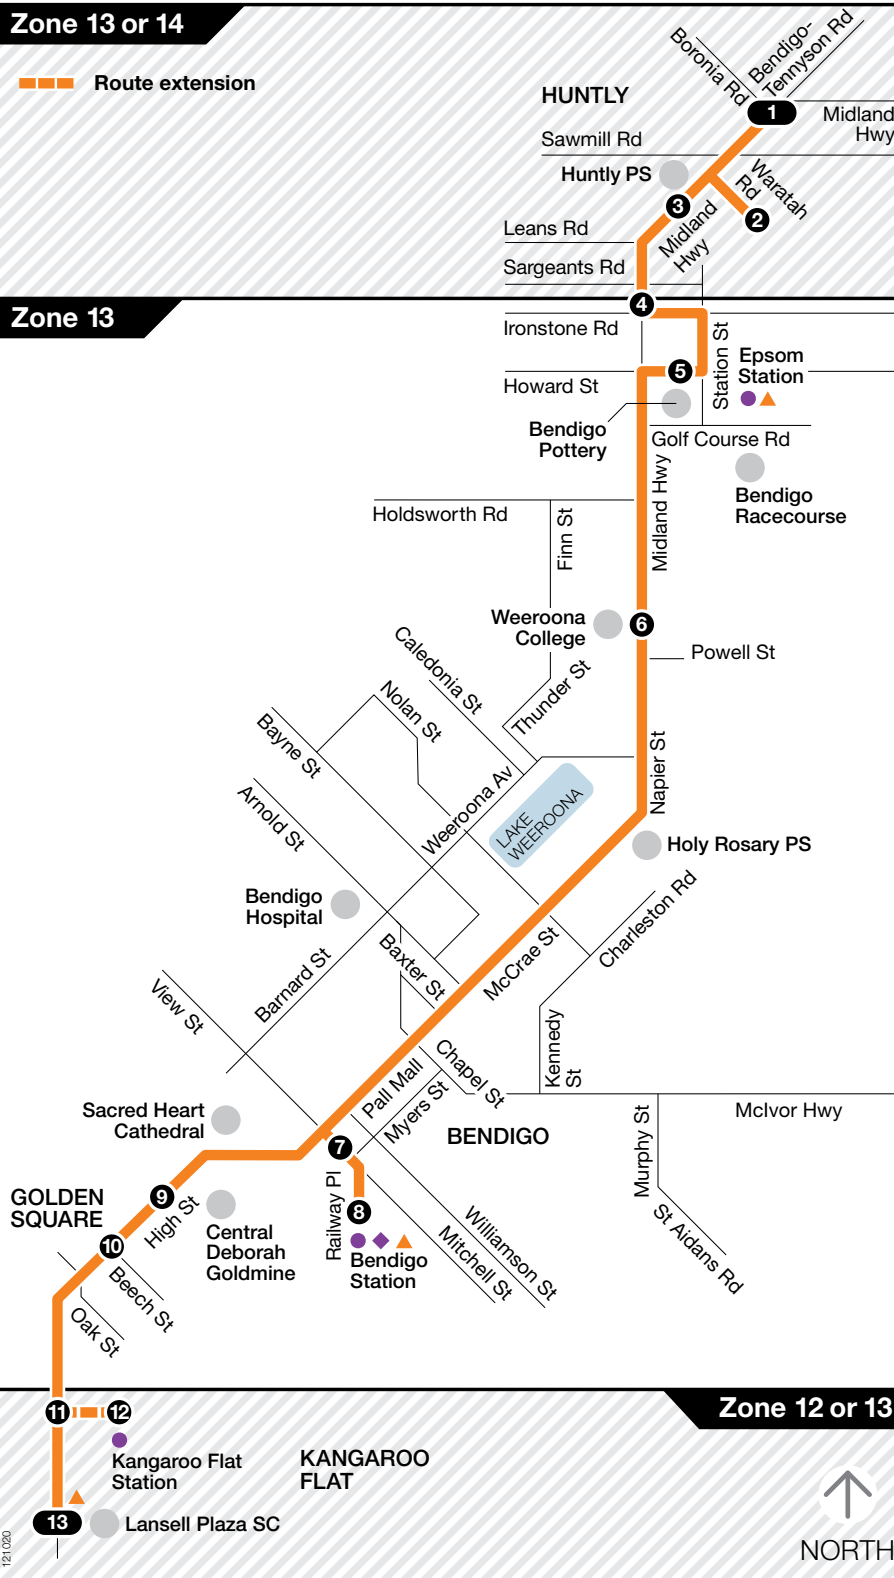 Zone 13 or 14
Route extension
Boronia Rd
Bendigo-
Tennyson Rd
HUNTLY
1
Midland
Hwy
Sawmill Rd
Huntly PS
Waratah
Rd
3
2
Midland
Hwy
Leans Rd
Sargeants Rd
Zone 13
4
Ironstone Rd
Station St
Epsom
Station
5
Howard St
Bendigo
Pottery
Golf Course Rd
Midland Hwy
Bendigo
Racecourse
Holdsworth Rd
Finn St
Weeroona
College
6
Caledonia St
Powell St
Nolan St
Thunder St
Bayne St
Napier St
Weeroona Av
LAKE
WEEROONA
Arnold St
Holy Rosary PS
Bendigo
Hospital
Charleston Rd
Baxter St
McCrae St
Barnard St
View St
Kennedy
St
Chapel St
Pall Mall
Myers St
Sacred Heart
Cathedral
BENDIGO
McIvor Hwy
Murphy St
7
GOLDEN
SQUARE
9
High St
Railway Pl
8
Central
Deborah
Goldmine
Bendigo
Station
Williamson St
Mitchell St
St Aidans Rd
10
Beech St
Oak St
Zone 12 or 13
11
12
Kangaroo Flat
Station
KANGAROO
FLAT
13
Lansell Plaza SC
NORTH
121020